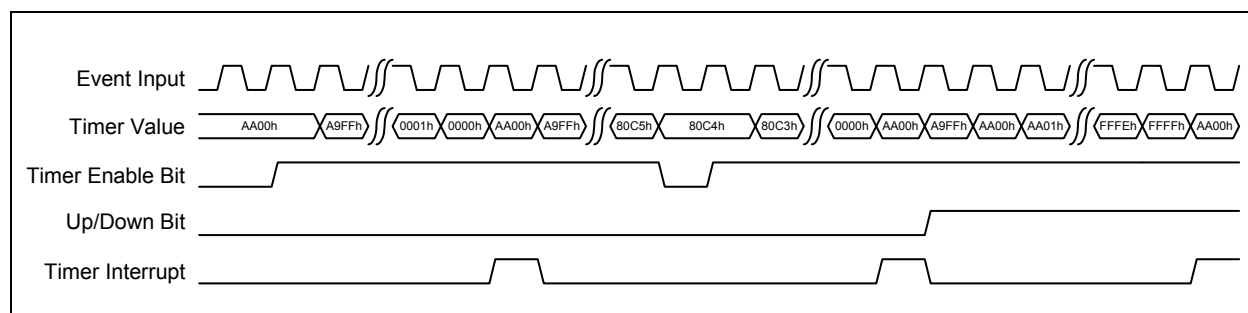 Event Input
Timer Value AA00h A9FFh 0001h 0000h AA00h A9FFh 80C5h 80C4h 80C3h 0000h AA00h A9FFh AA00h AA01h FFFEh FFFFh AA00h
Timer Enable Bit
Up/Down Bit
Timer Interrupt